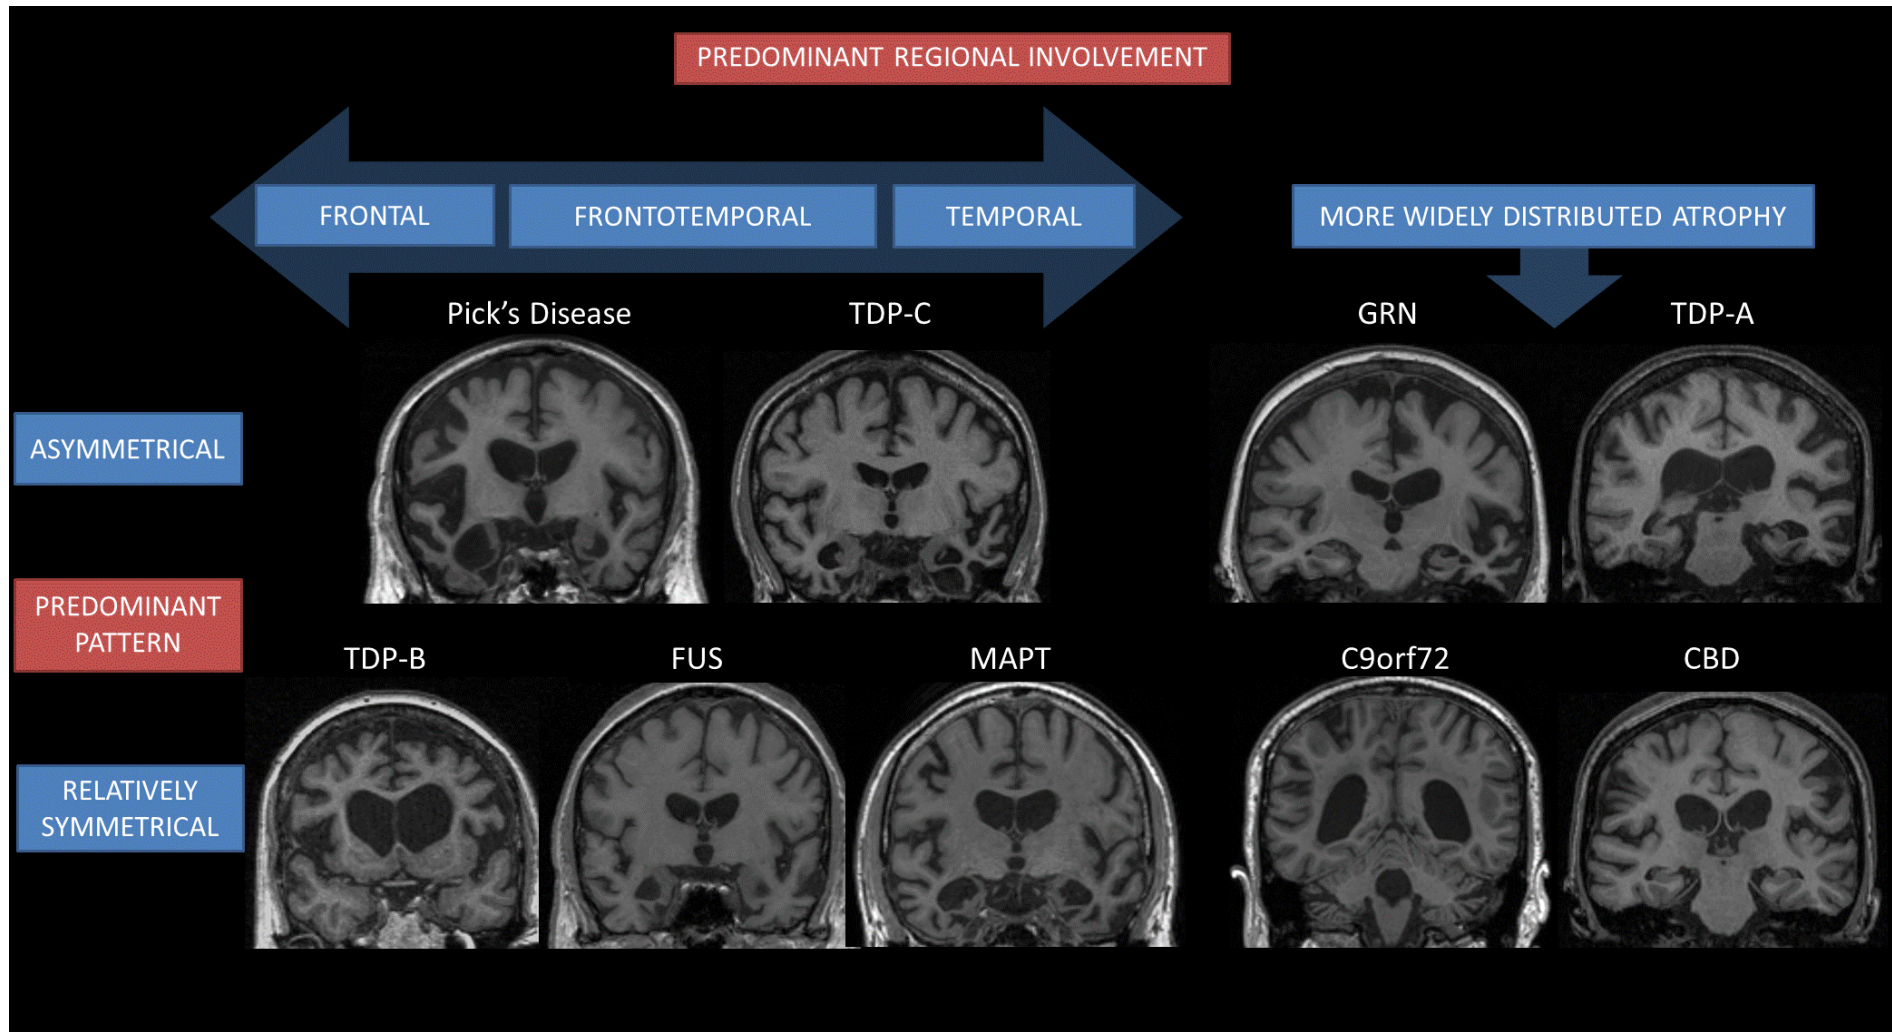 PREDOMINANT REGIONAL INVOLVEMENT
FRONTAL
FRONTOTEMPORAL
TEMPORAL
MORE WIDELY DISTRIBUTED ATROPHY
Pick’s Disease
TDP-C
GRN
TDP-A
ASYMMETRICAL
PREDOMINANT
PATTERN
TDP-B
FUS
MAPT
C9orf72
CBD
RELATIVELY
SYMMETRICAL